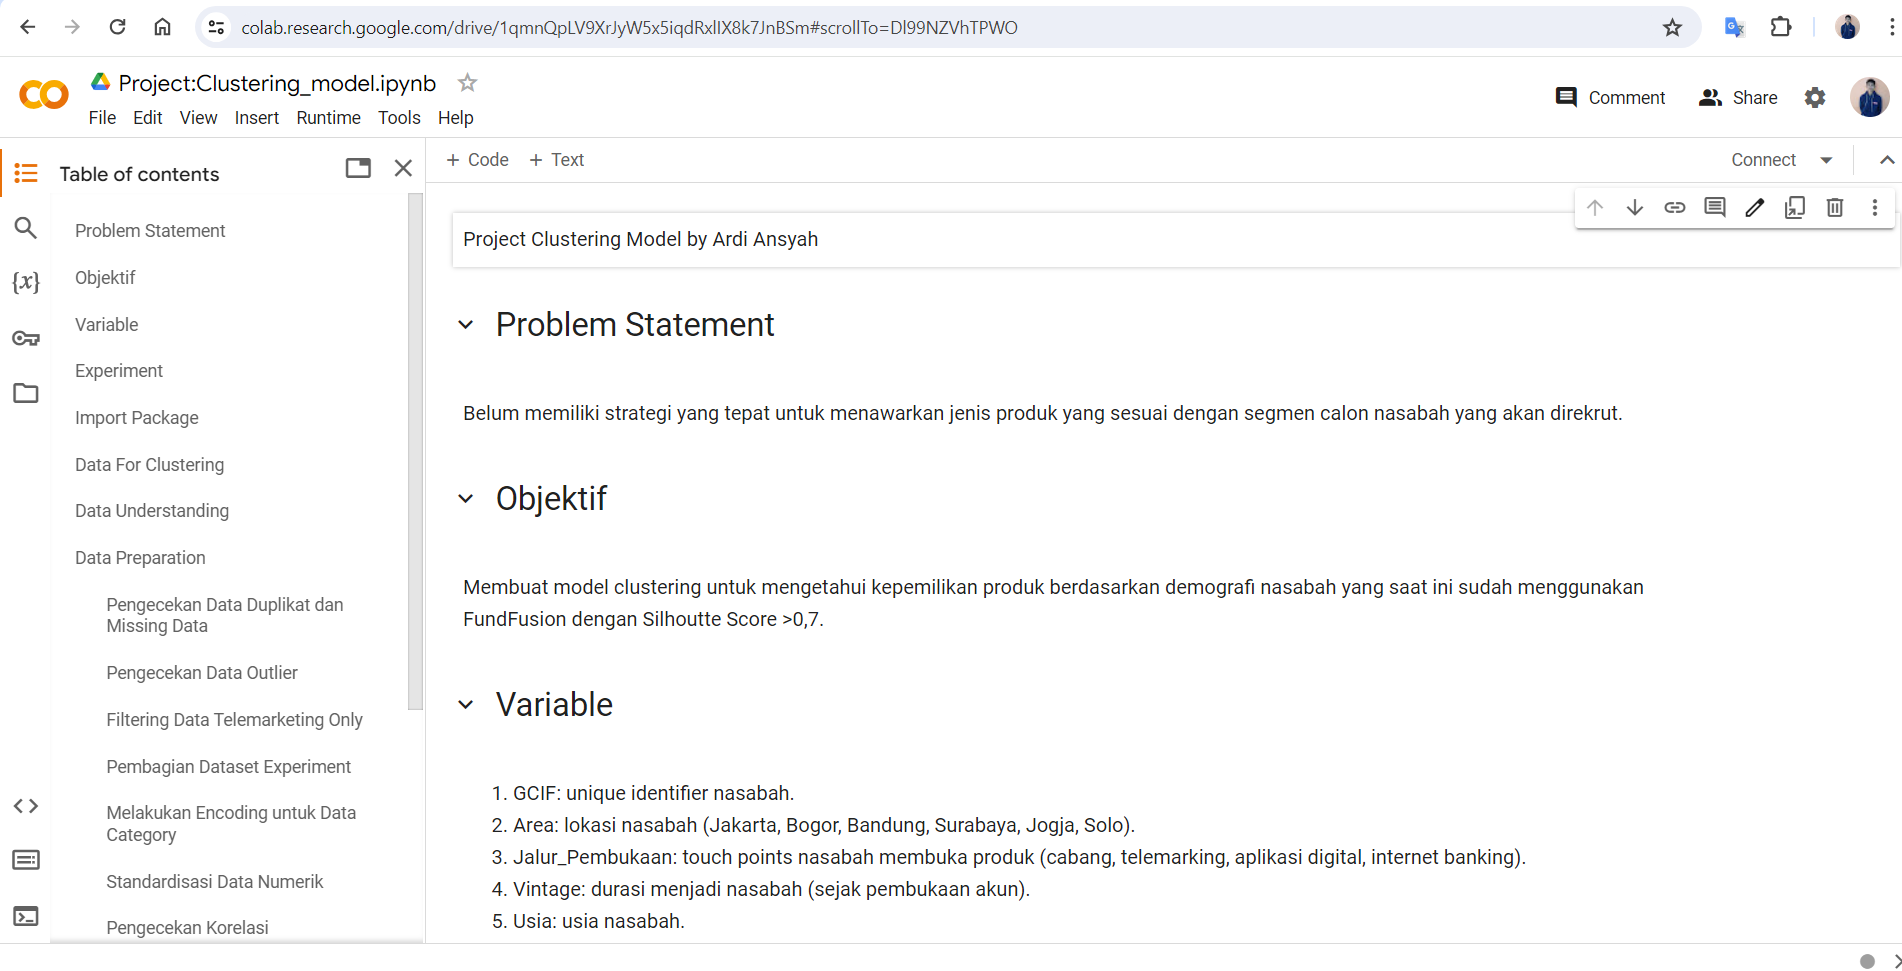 colab.research.google.com/drive/1qmnQpLV9XrJyW5x5iqdRxlIX8k7JnBSm#scrollTo=Dl99NZVhTPWO
Project:Clustering_model.ipynb
File Edit View Insert Runtime Tools Help
Comment
Share
Table of contents
Problem Statement
Objektif
Variable
Experiment
Import Package
Data For Clustering
Data Understanding
Data Preparation
Pengecekan Data Duplikat dan
Missing Data
Pengecekan Data Outlier
Filtering Data Telemarketing Only
Pembagian Dataset Experiment
Melakukan Encoding untuk Data
Category
Standardisasi Data Numerik
Pengecekan Korelasi
+ Code + Text
Connect
Project Clustering Model by Ardi Ansyah
Problem Statement
Belum memiliki strategi yang tepat untuk menawarkan jenis produk yang sesuai dengan segmen calon nasabah yang akan direkrut.
Objektif
Membuat model clustering untuk mengetahui kepemilikan produk berdasarkan demografi nasabah yang saat ini sudah menggunakan
FundFusion dengan Silhoutte Score >0,7.
Variable
1. GCIF: unique identifier nasabah.
2. Area: lokasi nasabah (Jakarta, Bogor, Bandung, Surabaya, Jogja, Solo).
3. Jalur_Pembukaan: touch points nasabah membuka produk (cabang, telemarking, aplikasi digital, internet banking).
4. Vintage: durasi menjadi nasabah (sejak pembukaan akun).
5. Usia: usia nasabah.